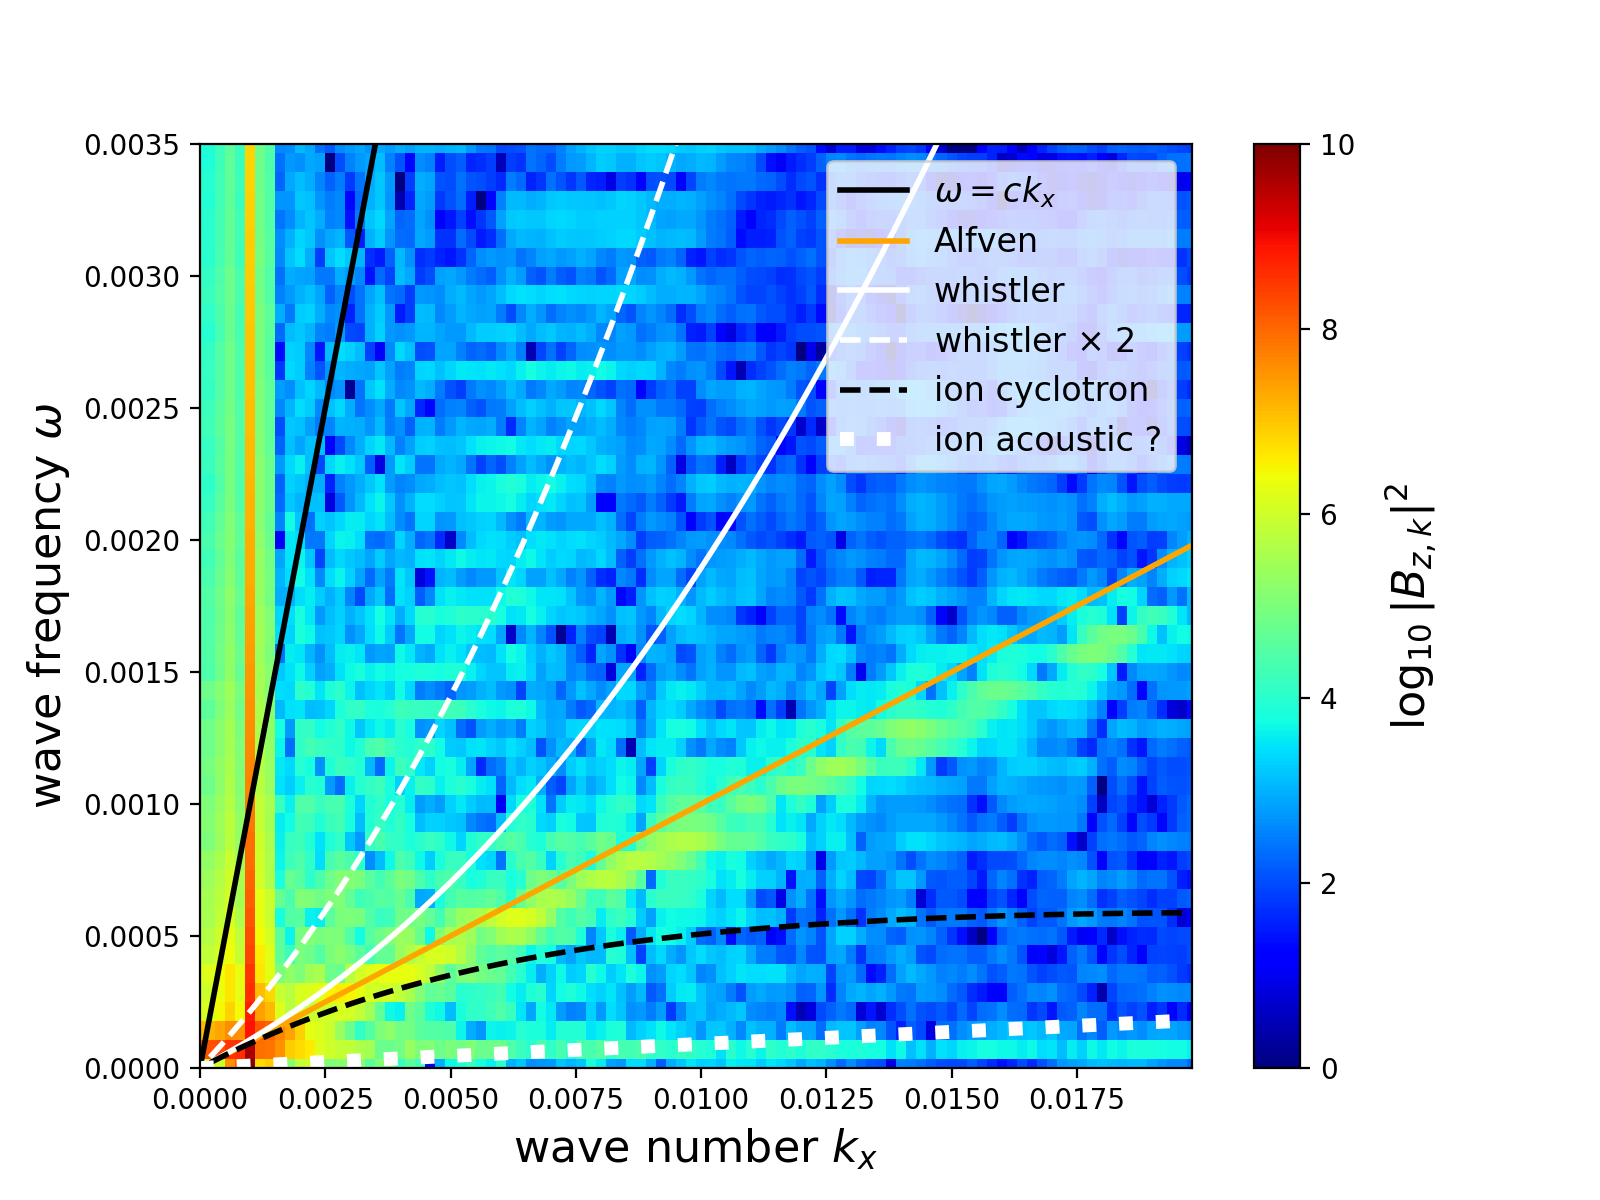 0.0035
0.0030
0.0025
0.0020
0.0015
0.0010
0.0005
0.0000
wave frequency ω
0.0000 0.0025 0.0050 0.0075 0.0100 0.0125 0.0150 0.0175
wave number kₓ
ω = ckₓ
Alfven
whistler
whistler × 2
ion cyclotron
ion acoustic ?
10
8
6
4
2
0
log₁₀ |B_{z, k}|²